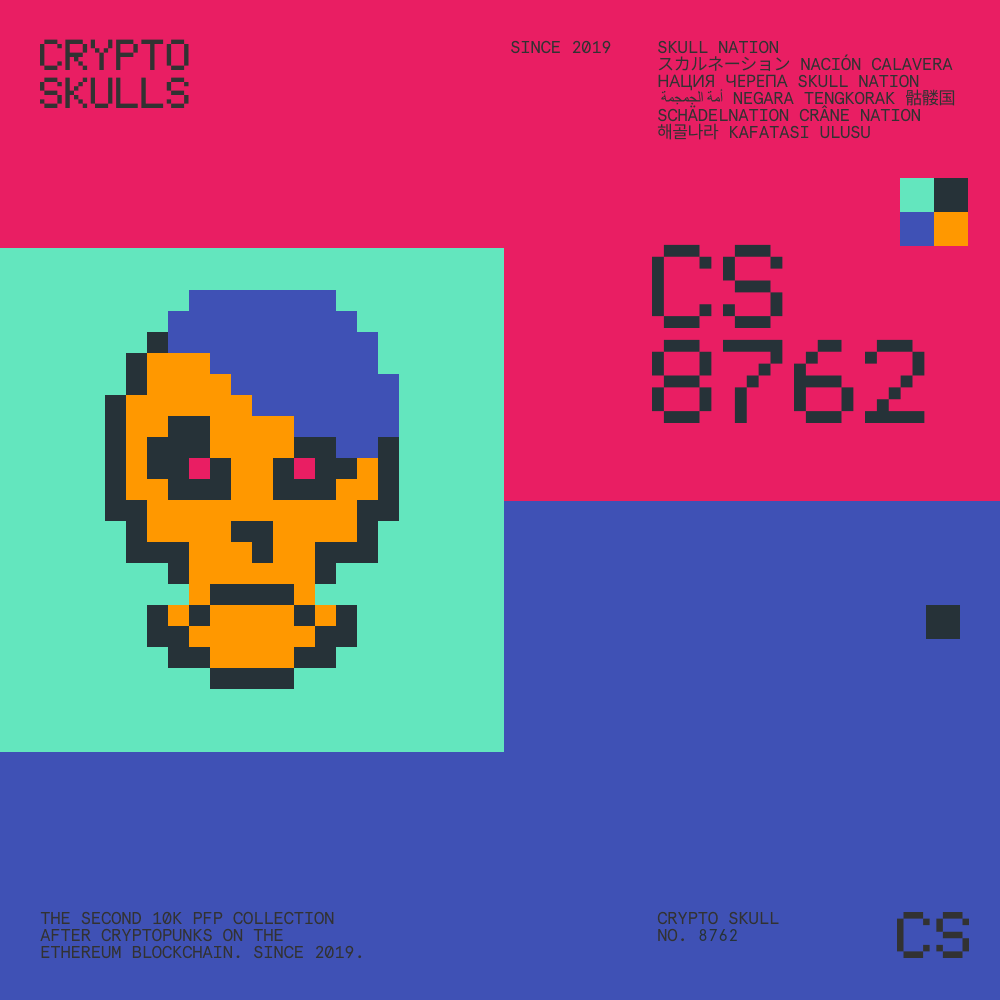 CRYPTO
SKULLS
SINCE 2019
SKULL NATION
スカルネーション NACIÓN CALAVERA
НАЦИЯ ЧЕРЕПА SKULL NATION
أمة الجمجمة NEGARA TENGKORAK 骷髅国
SCHÄDELNATION CRÂNE NATION
해골나라 KAFATASI ULUSU
CS
8762
THE SECOND 10K PFP COLLECTION
AFTER CRYPTOPUNKS ON THE
ETHEREUM BLOCKCHAIN. SINCE 2019.
CRYPTO SKULL
NO. 8762
CS